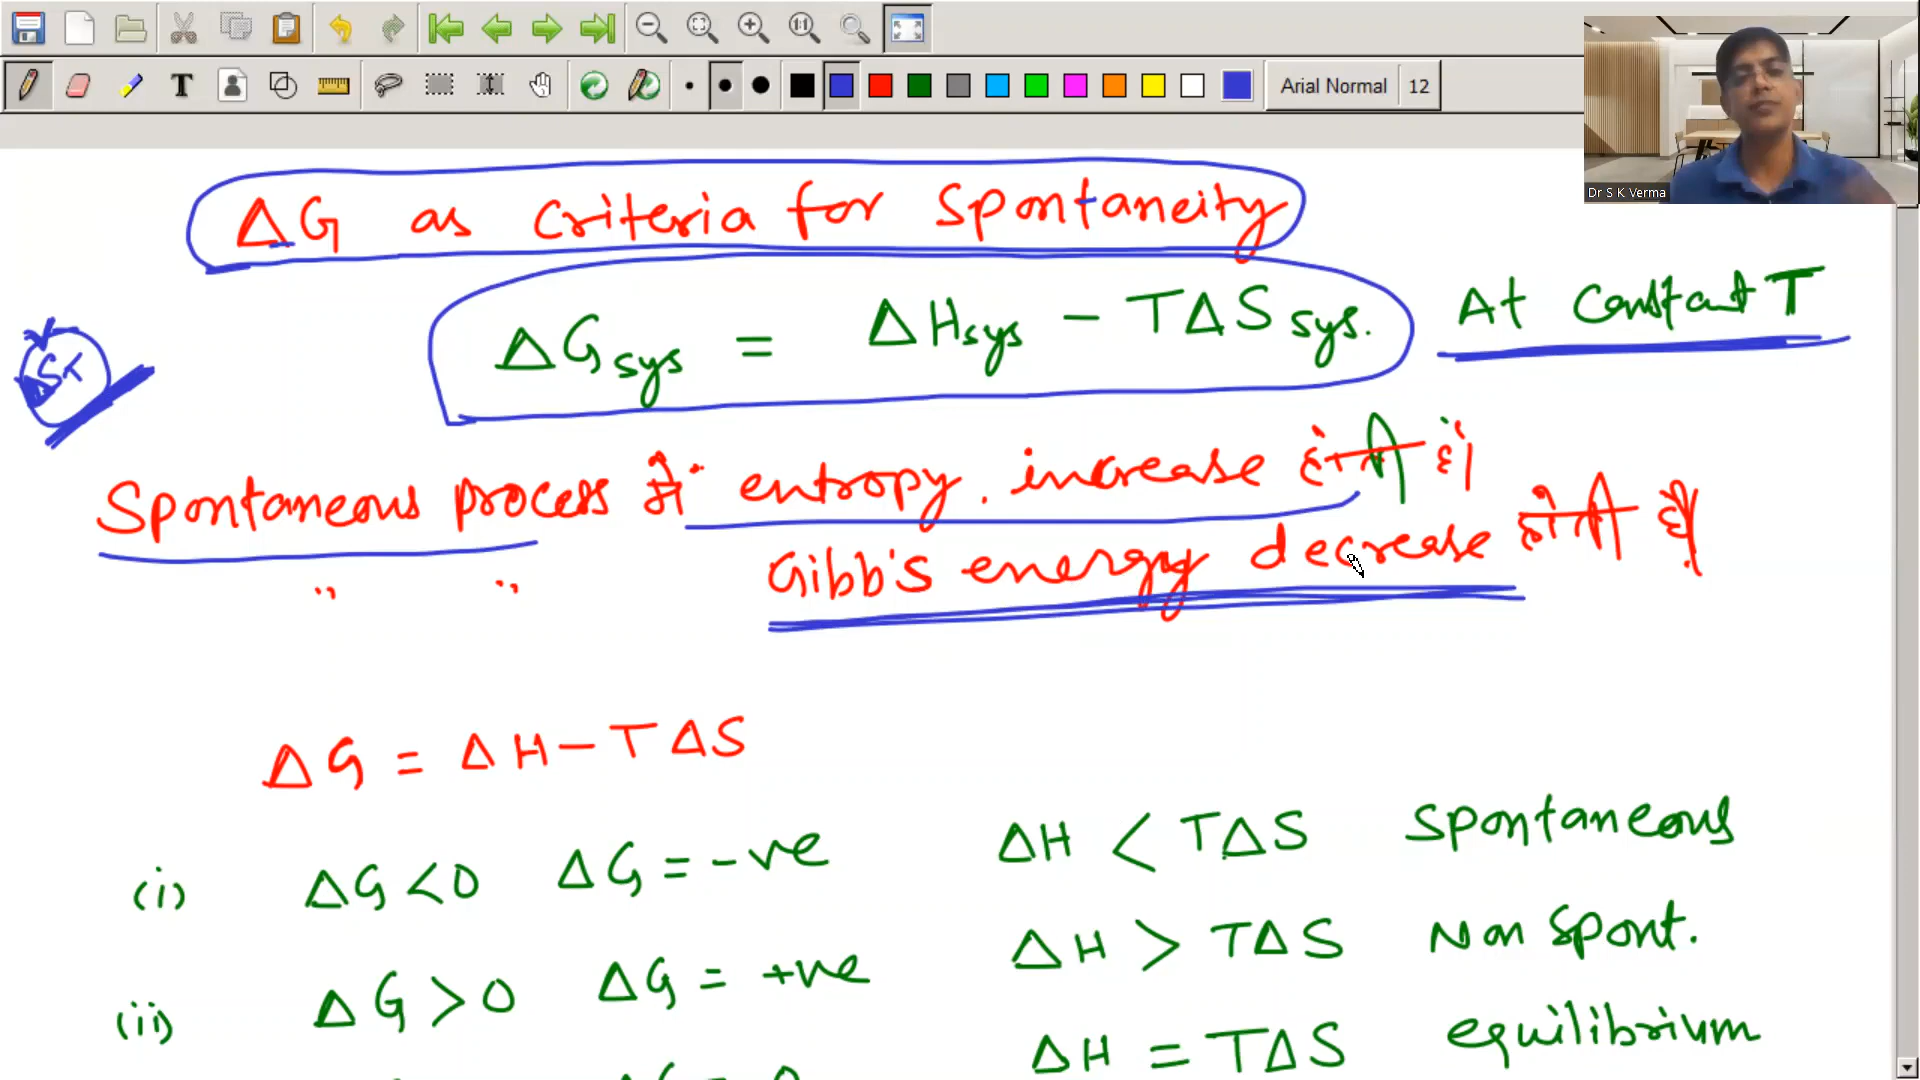 Arial Normal 12
Dr S K Verma
ΔG as criteria for spontaneity
ΔGsys = ΔHsys - TΔSsys. At constant T
SK
Spontaneous process में entropy. increase होती है
" " Gibb's energy decrease होती है
ΔG = ΔH - TΔS
(i) ΔG < 0 ΔG = -ve ΔH < TΔS spontaneous
(ii) ΔG > 0 ΔG = +ve ΔH > TΔS Non spont.
ΔH = TΔS equilibrium